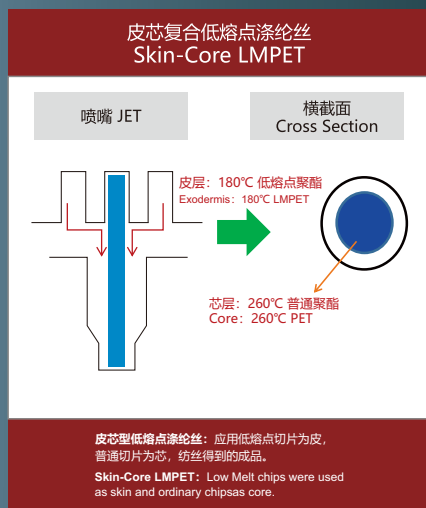 皮芯复合低熔点涤纶丝
Skin-Core LMPET
喷嘴 JET
横截面
Cross Section
皮层：180℃ 低熔点聚酯
Exodermis：180℃ LMPET
芯层：260℃ 普通聚酯
Core：260℃ PET
皮芯型低熔点涤纶丝：应用低熔点切片为皮，
普通切片为芯，纺丝得到的成品。
Skin-Core LMPET：Low Melt chips were used
as skin and ordinary chipsas core.